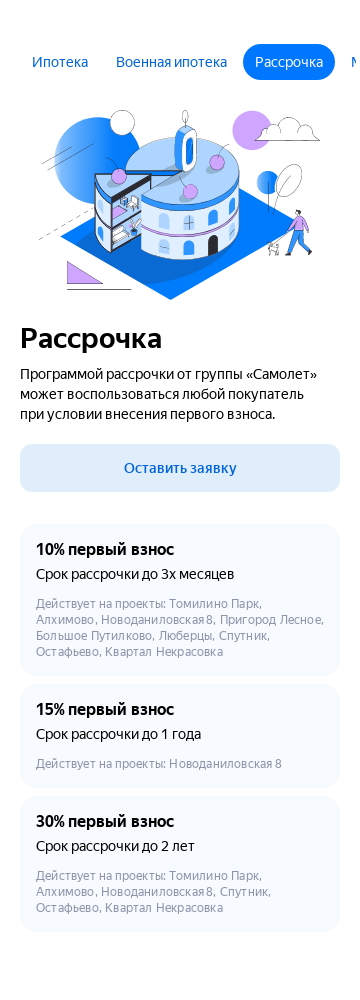 Ипотека Военная ипотека Рассрочка
Рассрочка
Программой рассрочки от группы «Самолет»
может воспользоваться любой покупатель
при условии внесения первого взноса.
Оставить заявку
10% первый взнос
Срок рассрочки до 3х месяцев
Действует на проекты: Томилино Парк,
Алхимово, Новоданиловская 8, Пригород Лесное,
Большое Путилково, Люберцы, Спутник,
Остафьево, Квартал Некрасовка
15% первый взнос
Срок рассрочки до 1 года
Действует на проекты: Новоданиловская 8
30% первый взнос
Срок рассрочки до 2 лет
Действует на проекты: Томилино Парк,
Алхимово, Новоданиловская 8, Спутник,
Остафьево, Квартал Некрасовка